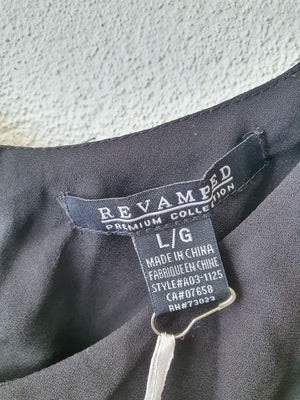 REVAMPED
PREMIUM COLLECTION
L/G
MADE IN CHINA
FABRIQUE EN CHINE
STYLE#A03-1125
CA#07658
RN#73023